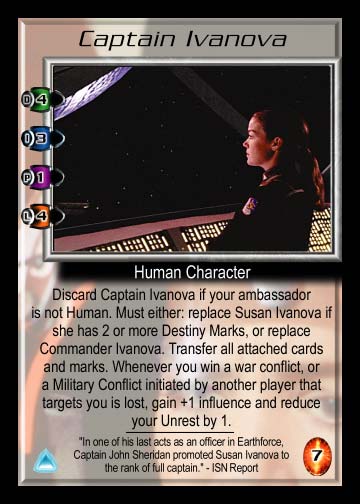 Captain Ivanova
D 4
I 3
P 1
L 4
Human Character
Discard Captain Ivanova if your ambassador
is not Human. Must either: replace Susan Ivanova if
she has 2 or more Destiny Marks, or replace
Commander Ivanova. Transfer all attached cards
and marks. Whenever you win a war conflict, or
a Military Conflict initiated by another player that
targets you is lost, gain +1 influence and reduce
your Unrest by 1.
"In one of his last acts as an officer in Earthforce,
Captain John Sheridan promoted Susan Ivanova to
the rank of full captain." - ISN Report
7